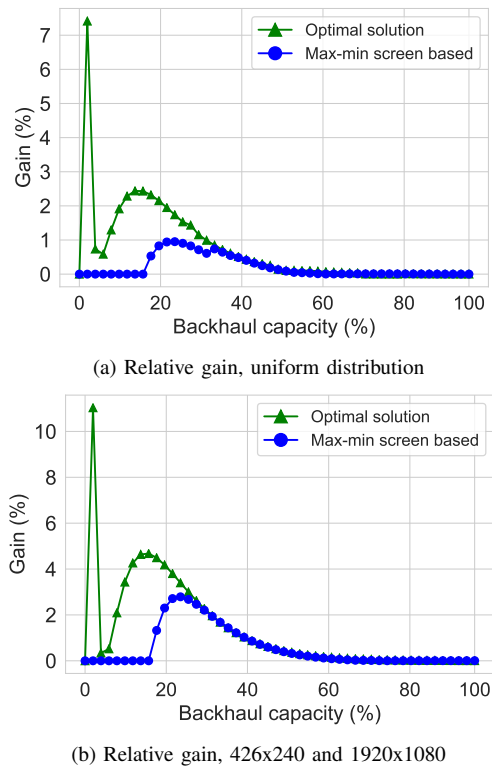 Optimal solution
Max-min screen based
7
6
5
4
3
2
1
0
Gain (%)
0 20 40 60 80 100
Backhaul capacity (%)
(a) Relative gain, uniform distribution
Optimal solution
Max-min screen based
10
8
6
4
2
0
Gain (%)
0 20 40 60 80 100
Backhaul capacity (%)
(b) Relative gain, 426x240 and 1920x1080